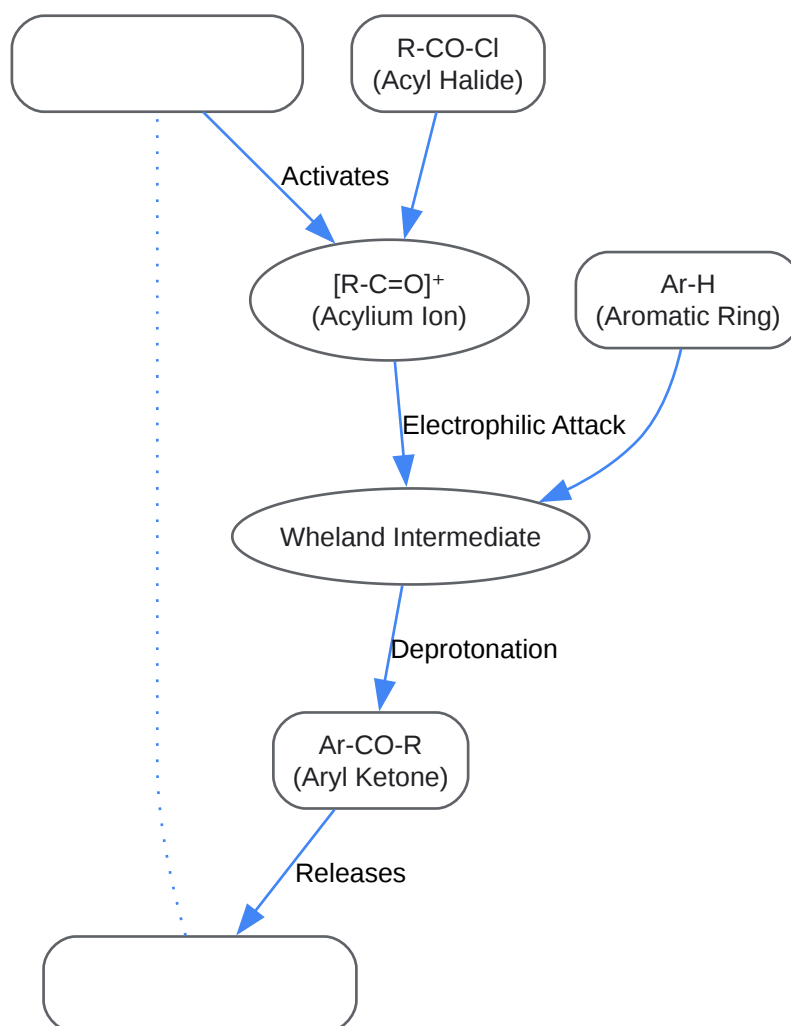 R-CO-Cl
(Acyl Halide)
Activates
[R-C=O]⁺
(Acylium Ion)
Ar-H
(Aromatic Ring)
Electrophilic Attack
Wheland Intermediate
Deprotonation
Ar-CO-R
(Aryl Ketone)
Releases